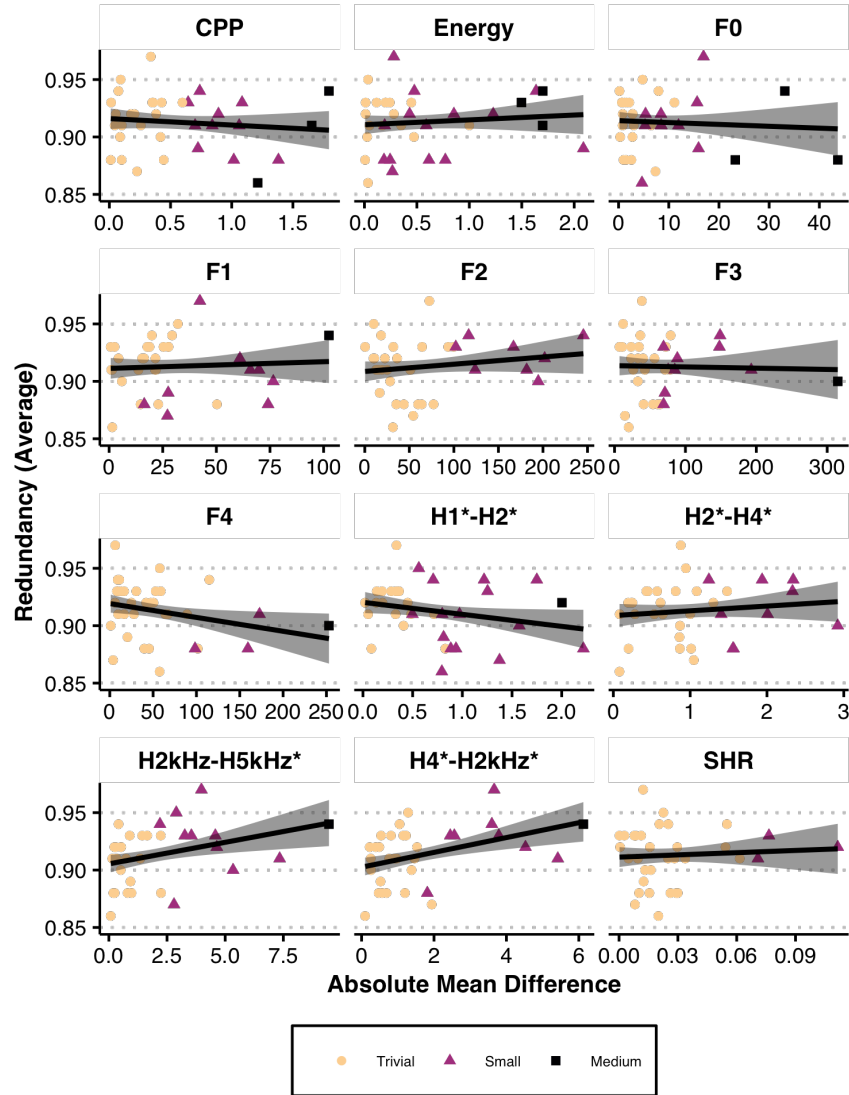 CPP Energy F0
0.95
0.90
0.85
0.0 0.5 1.0 1.5 0.0 0.5 1.0 1.5 2.0 0 10 20 30 40
F1 F2 F3
0.95
0.90
0.85
0 25 50 75 100 0 50 100 150 200 250 0 100 200 300
F4 H1*-H2* H2*-H4*
0.95
0.90
0.85
0 50 100 150 200 250 0.0 0.5 1.0 1.5 2.0 0 1 2 3
H2kHz-H5kHz* H4*-H2kHz* SHR
0.95
0.90
0.85
0.0 2.5 5.0 7.5 0 2 4 6 0.00 0.03 0.06 0.09
Redundancy (Average)
Absolute Mean Difference
Trivial Small Medium